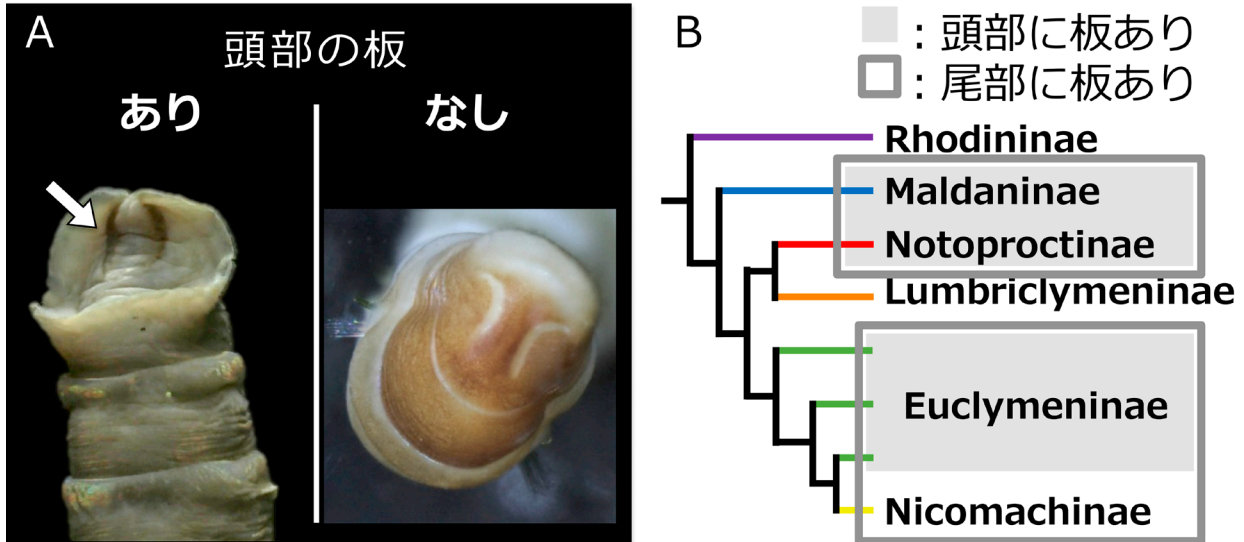 A
頭部の板
あり
なし
B
：頭部に板あり
：尾部に板あり
Rhodininae
Maldaninae
Notoproctinae
Lumbriclymeninae
Euclymeninae
Nicomachinae